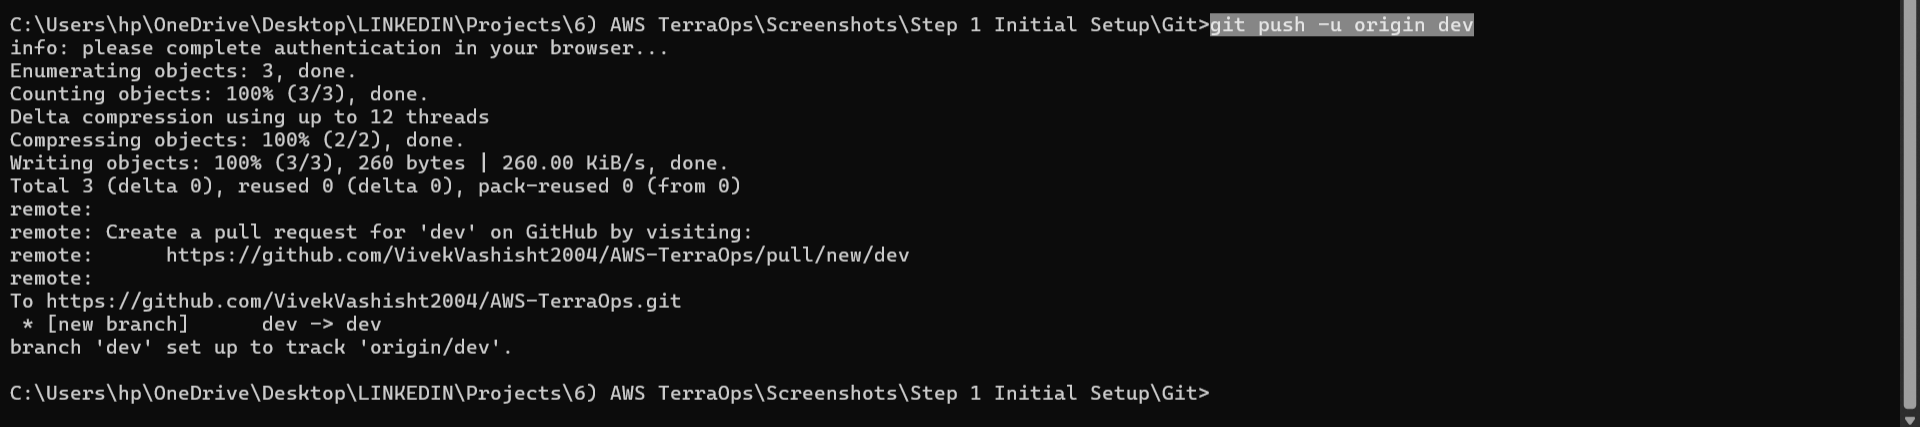 C:\Users\hp\OneDrive\Desktop\LINKEDIN\Projects\6) AWS TerraOps\Screenshots\Step 1 Initial Setup\Git>git push -u origin dev
info: please complete authentication in your browser...
Enumerating objects: 3, done.
Counting objects: 100% (3/3), done.
Delta compression using up to 12 threads
Compressing objects: 100% (2/2), done.
Writing objects: 100% (3/3), 260 bytes | 260.00 KiB/s, done.
Total 3 (delta 0), reused 0 (delta 0), pack-reused 0 (from 0)
remote:
remote: Create a pull request for 'dev' on GitHub by visiting:
remote:      https://github.com/VivekVashisht2004/AWS-TerraOps/pull/new/dev
remote:
To https://github.com/VivekVashisht2004/AWS-TerraOps.git
 * [new branch]      dev -> dev
branch 'dev' set up to track 'origin/dev'.
C:\Users\hp\OneDrive\Desktop\LINKEDIN\Projects\6) AWS TerraOps\Screenshots\Step 1 Initial Setup\Git>